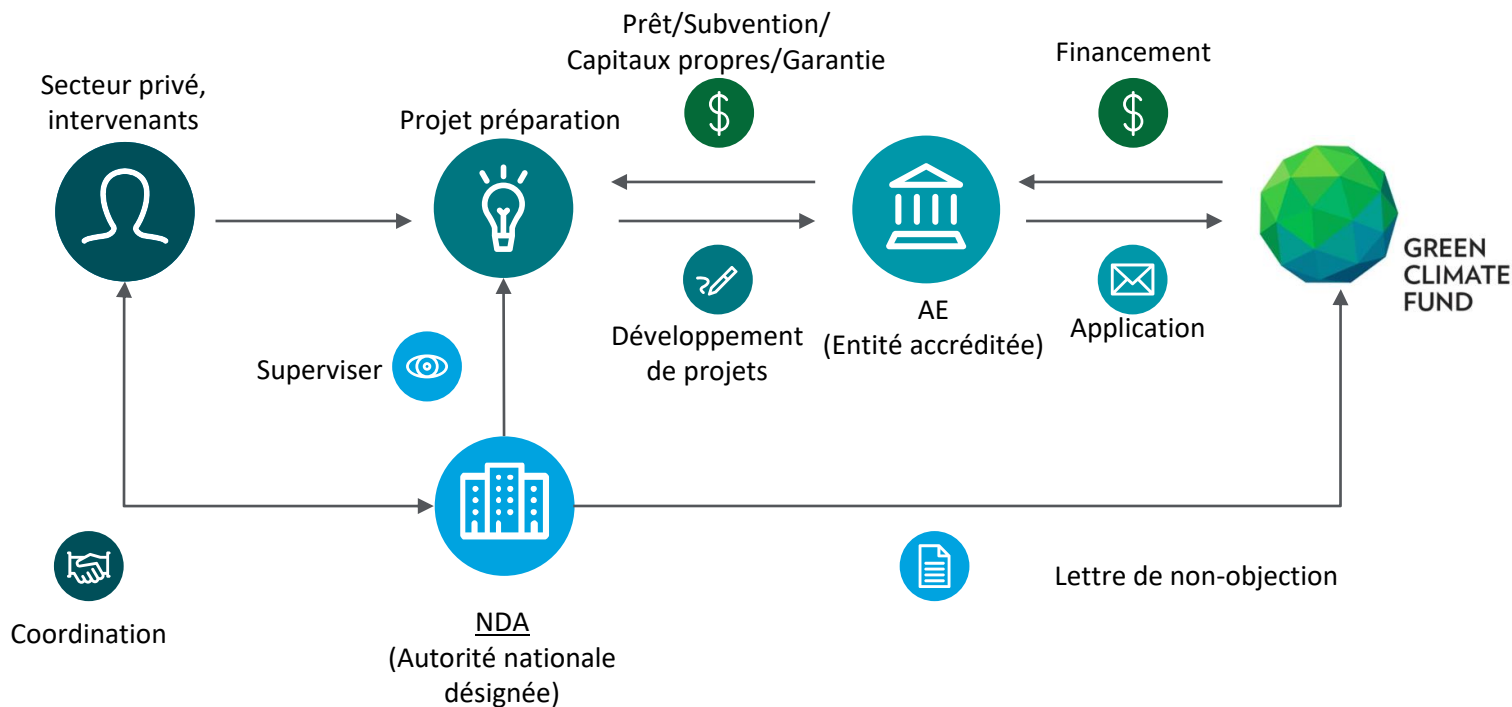 Prêt/Subvention/
Capitaux propres/Garantie
Financement
Secteur privé,
intervenants
Projet préparation
GREEN
CLIMATE
FUND
AE
(Entité accréditée)
Application
Développement
de projets
Superviser
Lettre de non-objection
Coordination
NDA
(Autorité nationale
désignée)